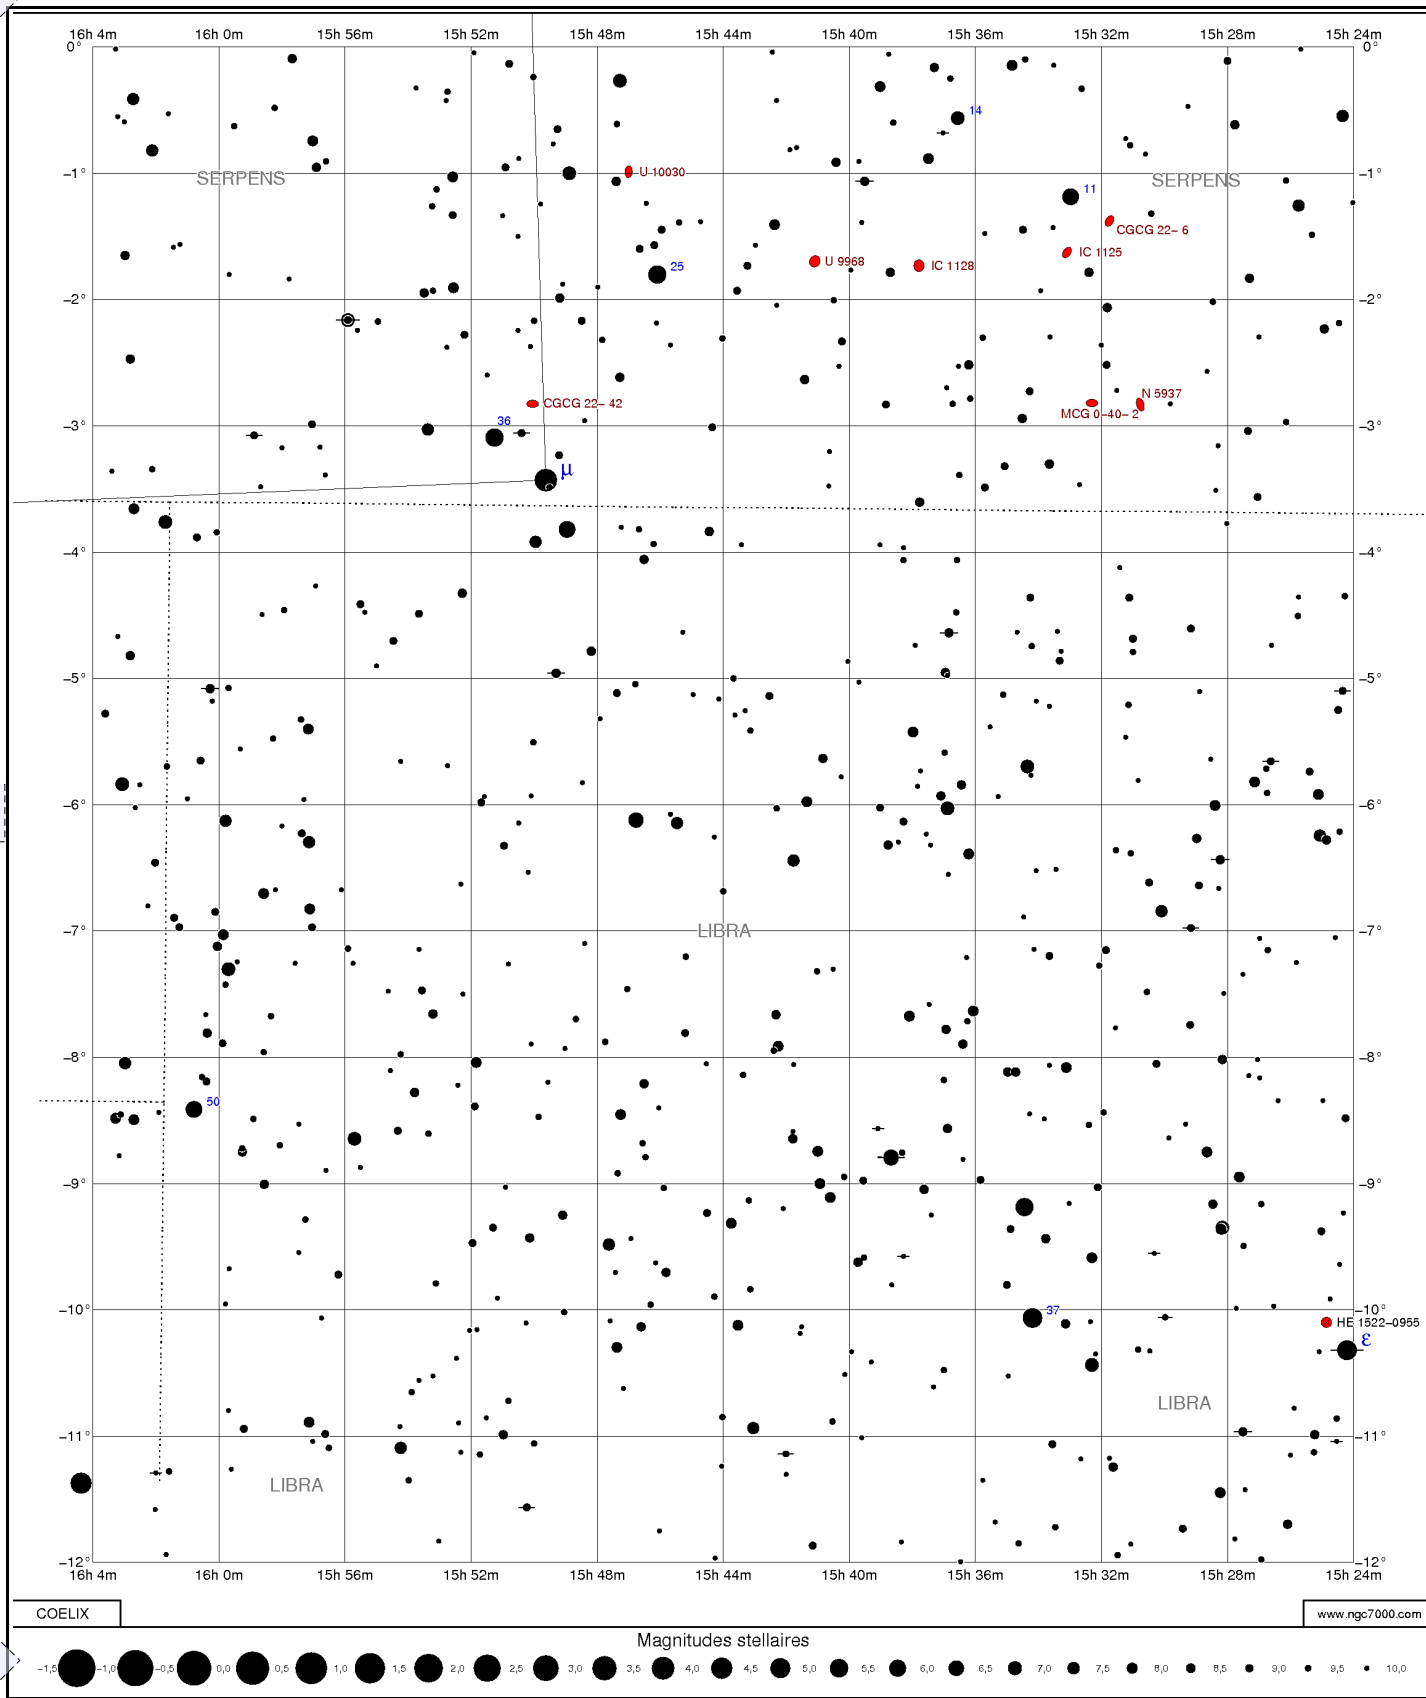 16h 4m 16h 0m 15h 56m 15h 52m 15h 48m 15h 44m 15h 40m 15h 36m 15h 32m 15h 28m 15h 24m
0° 0°
14
−1° SERPENS U 10030 SERPENS −1°
11
CGCG 22− 6
25 U 9968 IC 1128 IC 1125
−2° −2°
N 5937
CGCG 22− 42 MCG 0−40− 2
36
−3° −3°
μ
−4° −4°
−5° −5°
−6° −6°
−7° LIBRA −7°
−8° −8°
50
−9° −9°
−10° 37 −10°
HE 1522−0955
ε
LIBRA
−11° −11°
LIBRA
−12° −12°
16h 4m 16h 0m 15h 56m 15h 52m 15h 48m 15h 44m 15h 40m 15h 36m 15h 32m 15h 28m 15h 24m
COELIX www.ngc7000.com
Magnitudes stellaires
−1,5 −1,0 −0,5 0,0 0,5 1,0 1,5 2,0 2,5 3,0 3,5 4,0 4,5 5,0 5,5 6,0 6,5 7,0 7,5 8,0 8,5 9,0 9,5 10,0